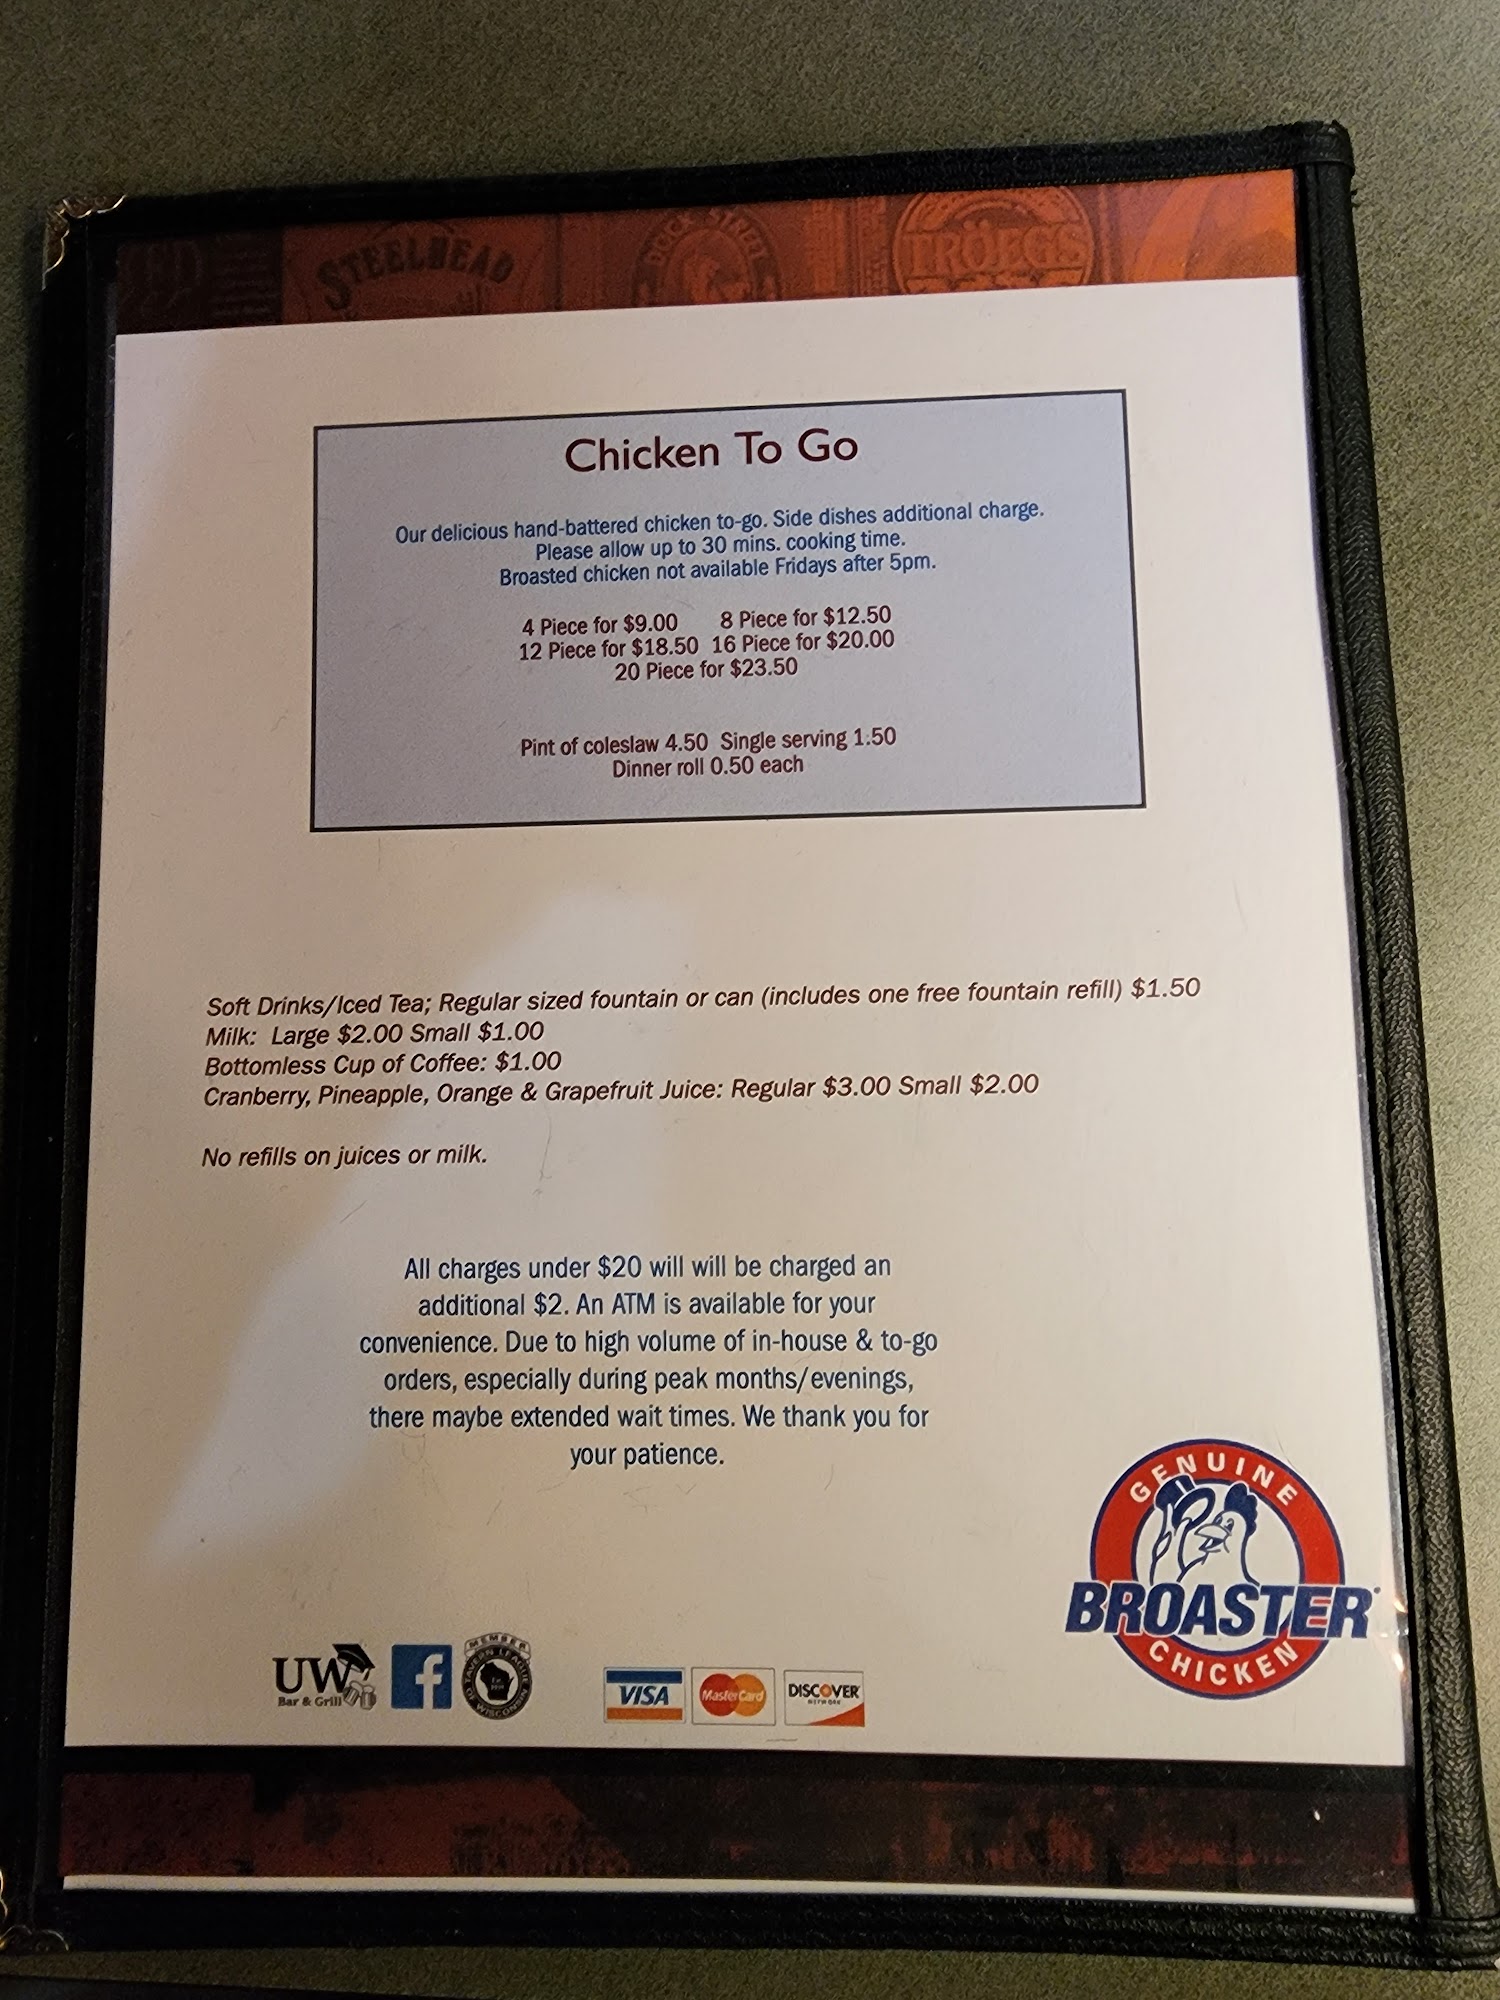 STEELHEAD
DOCK STREET
TRÖEGS
Chicken To Go
Our delicious hand-battered chicken to-go. Side dishes additional charge.
Please allow up to 30 mins. cooking time.
Broasted chicken not available Fridays after 5pm.
4 Piece for $9.00 8 Piece for $12.50
12 Piece for $18.50 16 Piece for $20.00
20 Piece for $23.50
Pint of coleslaw 4.50 Single serving 1.50
Dinner roll 0.50 each
Soft Drinks/Iced Tea; Regular sized fountain or can (includes one free fountain refill) $1.50
Milk: Large $2.00 Small $1.00
Bottomless Cup of Coffee: $1.00
Cranberry, Pineapple, Orange & Grapefruit Juice: Regular $3.00 Small $2.00
No refills on juices or milk.
All charges under $20 will will be charged an
additional $2. An ATM is available for your
convenience. Due to high volume of in-house & to-go
orders, especially during peak months/evenings,
there maybe extended wait times. We thank you for
your patience.
GENUINE
BROASTER
CHICKEN
UW
Bar & Grill
f
MEMBER
TAVERN LEAGUE
OF WISCONSIN
VISA
MasterCard
DISCOVER
NETWORK